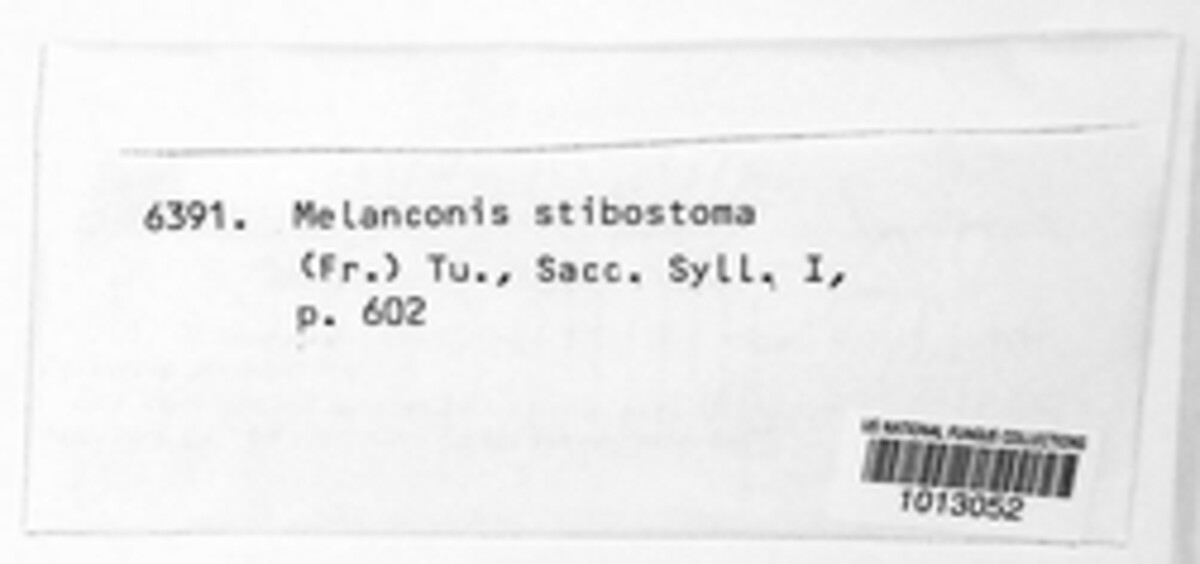 6391. Melanconis stibostoma
(Fr.) Tu., Sacc. Syll. I,
p. 602
US NATIONAL FUNGUS COLLECTIONS
1013052